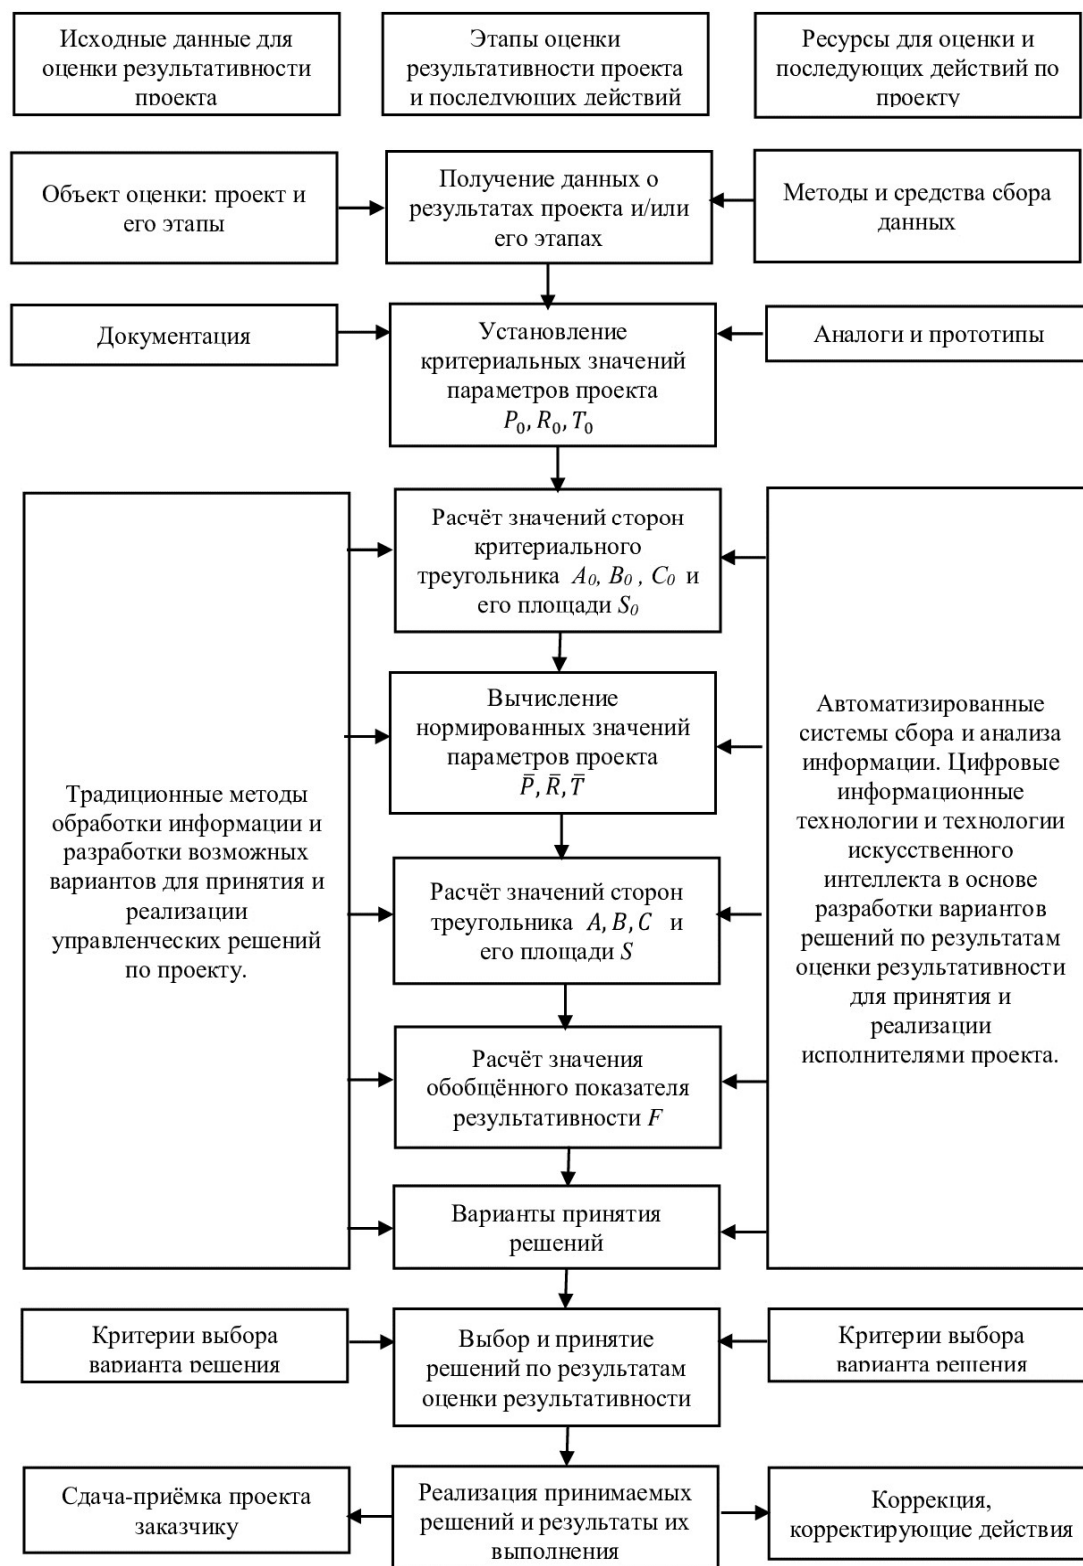 Исходные данные для
оценки результативности
проекта
Этапы оценки
результативности проекта
и последующих действий
Ресурсы для оценки и
последующих действий по
проекту
Объект оценки: проект и
его этапы
Получение данных о
результатах проекта и/или
его этапах
Методы и средства сбора
данных
Документация
Установление
критериальных значений
параметров проекта
P₀, R₀, T₀
Аналоги и прототипы
Традиционные методы
обработки информации и
разработки возможных
вариантов для принятия и
реализации
управленческих решений
по проекту.
Расчёт значений сторон
критериального
треугольника A₀, B₀ , C₀ и
его площади S₀
Вычисление
нормированных значений
параметров проекта
P̄, R̄, T̄
Расчёт значений сторон
треугольника A, B, C и
его площади S
Расчёт значения
обобщённого показателя
результативности F
Варианты принятия
решений
Автоматизированные
системы сбора и анализа
информации. Цифровые
информационные
технологии и технологии
искусственного
интеллекта в основе
разработки вариантов
решений по результатам
оценки результативности
для принятия и
реализации
исполнителями проекта.
Критерии выбора
варианта решения
Выбор и принятие
решений по результатам
оценки результативности
Критерии выбора
варианта решения
Сдача-приёмка проекта
заказчику
Реализация принимаемых
решений и результаты их
выполнения
Коррекция,
корректирующие действия